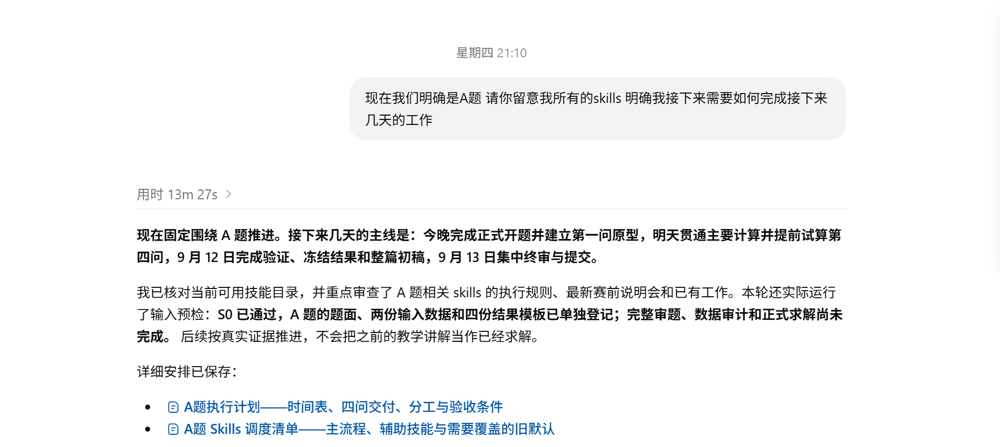 星期四 21:10
现在我们明确是A题 请你留意我所有的skills 明确我接下来需要如何完成接下来
几天的工作
用时 13m 27s
现在固定围绕 A 题推进。接下来几天的主线是：今晚完成正式开题并建立第一问原型，明天贯通主要计算并提前试算第
四问，9 月 12 日完成验证、冻结结果和整篇初稿，9 月 13 日集中终审与提交。
我已核对当前可用技能目录，并重点审查了 A 题相关 skills 的执行规则、最新赛前说明会和已有工作。本轮还实际运行
了输入预检：S0 已通过，A 题的题面、两份输入数据和四份结果模板已单独登记；完整审题、数据审计和正式求解尚未
完成。 后续按真实证据推进，不会把之前的教学讲解当作已经求解。
详细安排已保存：
A题执行计划——时间表、四问交付、分工与验收条件
A题 Skills 调度清单——主流程、辅助技能与需要覆盖的旧默认